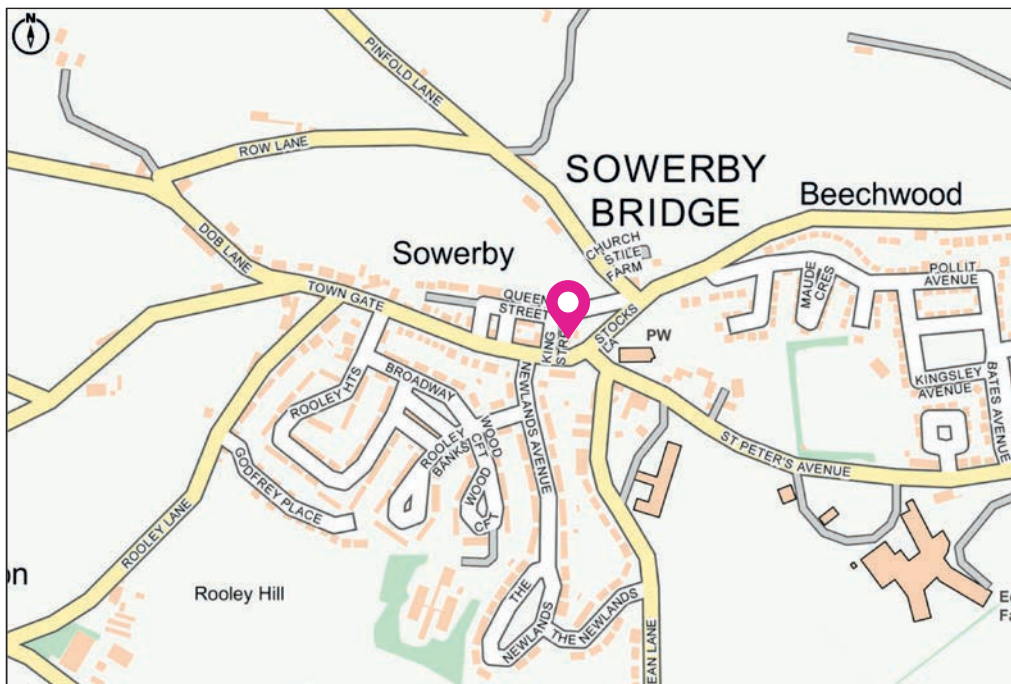 N
PINFOLD LANE
ROW LANE
SOWERBY
BRIDGE
Beechwood
DOB LANE
Sowerby
CHURCH
STILE
FARM
MAUDE
CRES
POLLIT
AVENUE
TOWN GATE
QUEEN
STREET
KING
STRE
STOCKS
LA
PW
KINGSLEY
AVENUE
BATES AVENUE
BROADWAY
ROOLEY HTS
NEWLANDS AVENUE
WOOD
CFT
ROOLEY
BANKS
WOOD
CFT
ST PETER'S AVENUE
GODFREY PLACE
ROOLEY LANE
on
Rooley Hill
THE
NEWLANDS
THE NEWLANDS
EAN LANE
Fa